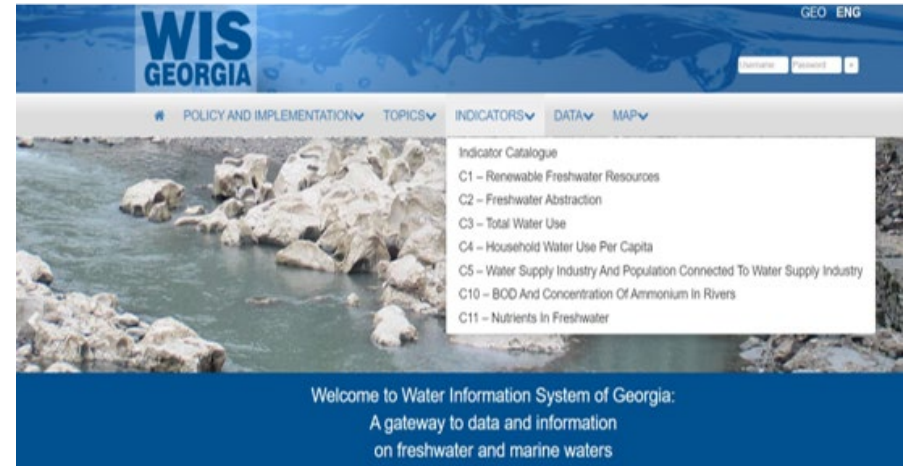 WIS
GEORGIA
GEO ENG
Username Password
POLICY AND IMPLEMENTATION TOPICS INDICATORS DATA MAP
Indicator Catalogue
C1 – Renewable Freshwater Resources
C2 – Freshwater Abstraction
C3 – Total Water Use
C4 – Household Water Use Per Capita
C5 – Water Supply Industry And Population Connected To Water Supply Industry
C10 – BOD And Concentration Of Ammonium In Rivers
C11 – Nutrients In Freshwater
Welcome to Water Information System of Georgia:
A gateway to data and information
on freshwater and marine waters